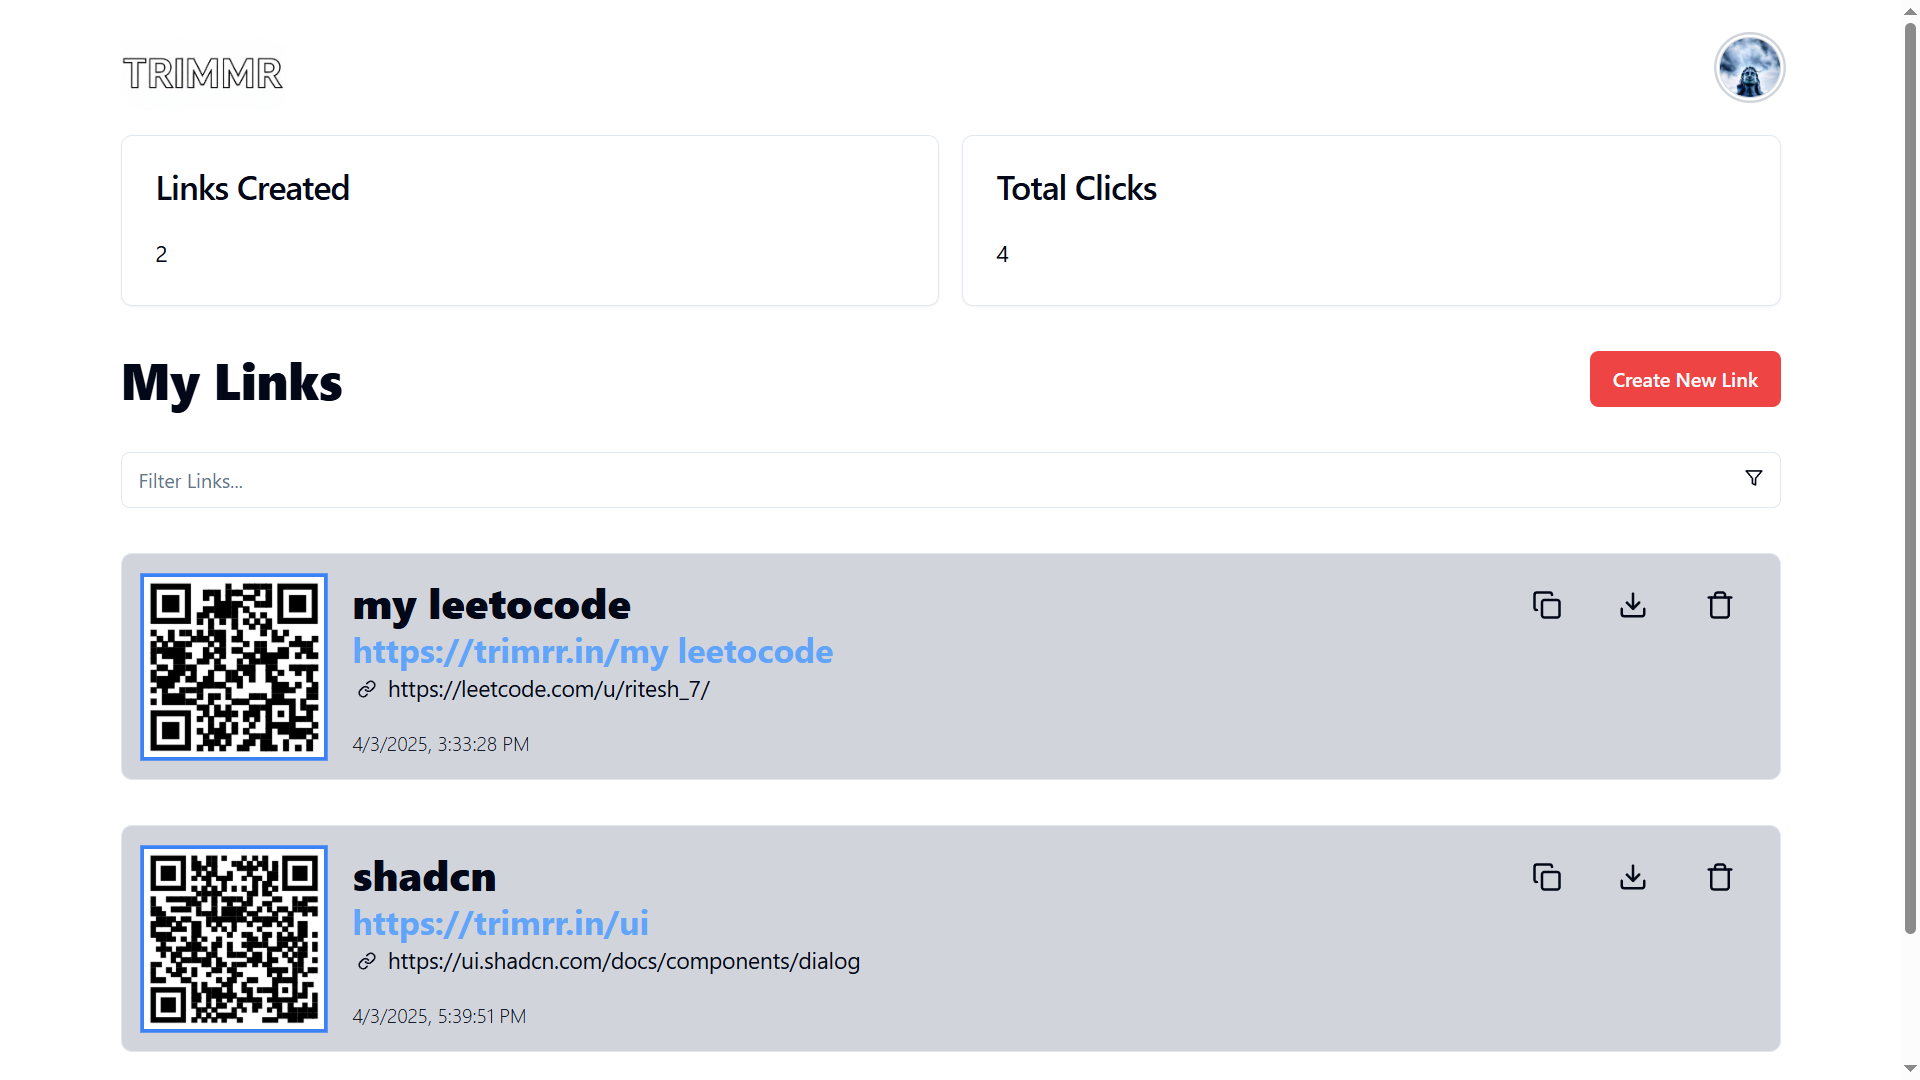 TRIMMR
Links Created
2
Total Clicks
4
My Links
Create New Link
Filter Links...
my leetocode
https://trimrr.in/my leetocode
https://leetcode.com/u/ritesh_7/
4/3/2025, 3:33:28 PM
shadcn
https://trimrr.in/ui
https://ui.shadcn.com/docs/components/dialog
4/3/2025, 5:39:51 PM